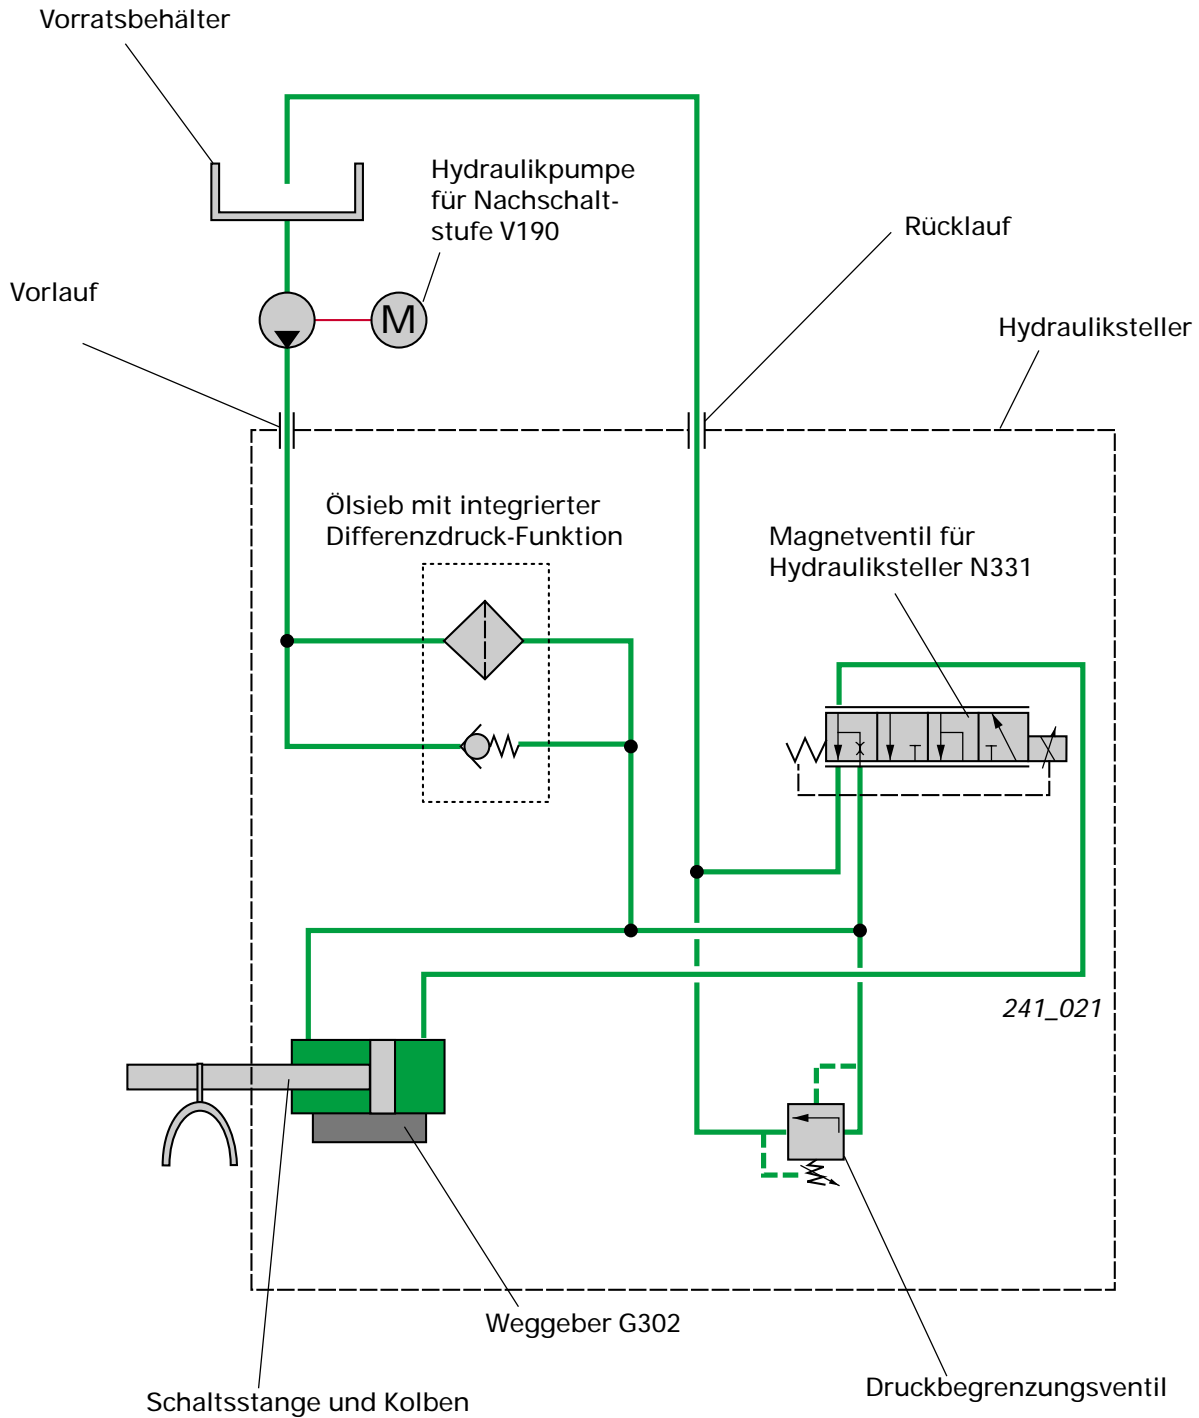 Vorratsbehälter
Hydraulikpumpe
für Nachschalt-
stufe V190
Rücklauf
Vorlauf
M
Hydrauliksteller
Ölsieb mit integrierter
Differenzdruck-Funktion
Magnetventil für
Hydrauliksteller N331
241_021
Weggeber G302
Druckbegrenzungsventil
Schaltsstange und Kolben